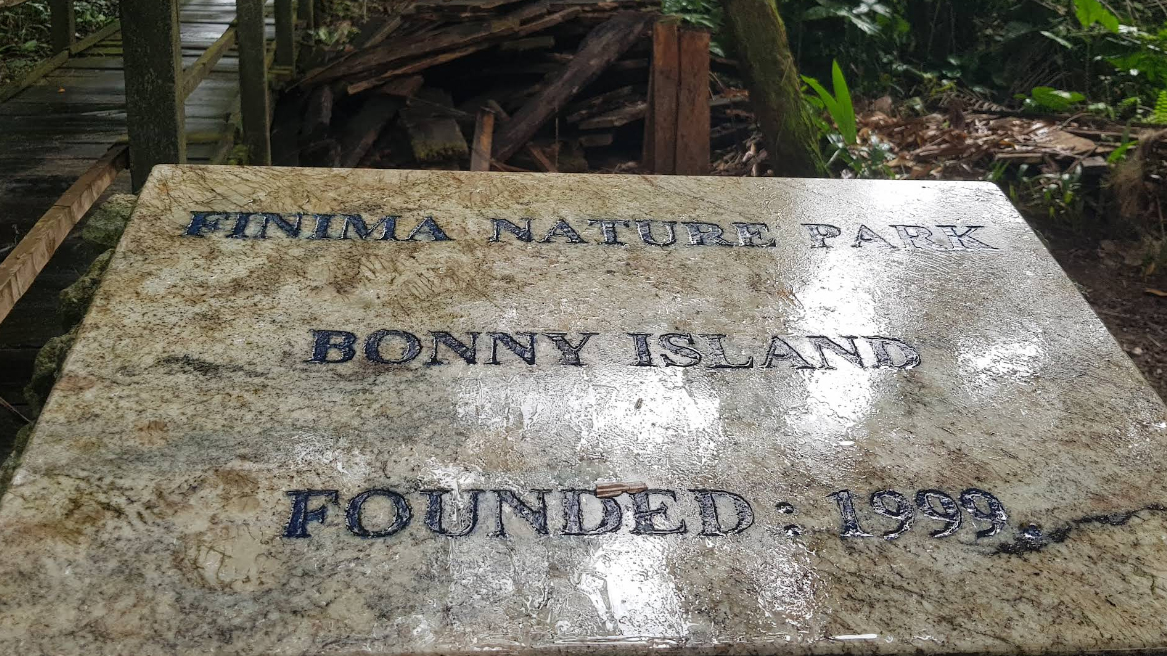 FINIMA NATURE PARK
BONNY ISLAND
FOUNDED : 1999.